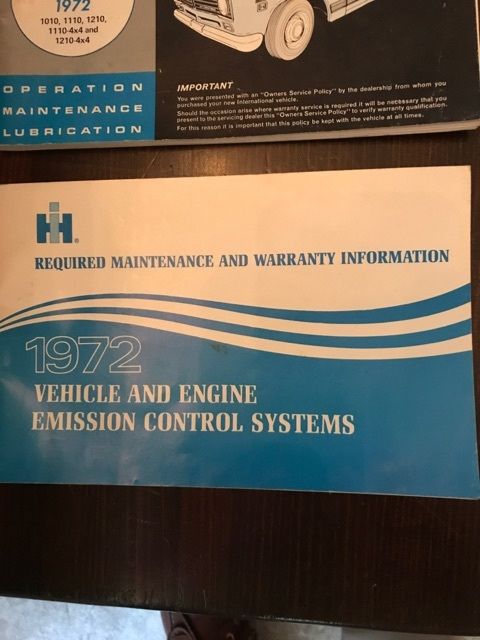 1972
1010, 1110, 1210,
1110-4x4 and
1210-4x4
OPERATION
MAINTENANCE
LUBRICATION
IMPORTANT
You were presented with an "Owners Service Policy" by the dealership from whom you
purchased your new International vehicle.
Should the occasion arise where warranty service is required it will be necessary that you
present to the servicing dealer this "Owners Service Policy" to verify warranty qualification.
For this reason it is important that this policy be kept with the vehicle at all times.
IH®
REQUIRED MAINTENANCE AND WARRANTY INFORMATION
1972
VEHICLE AND ENGINE
EMISSION CONTROL SYSTEMS